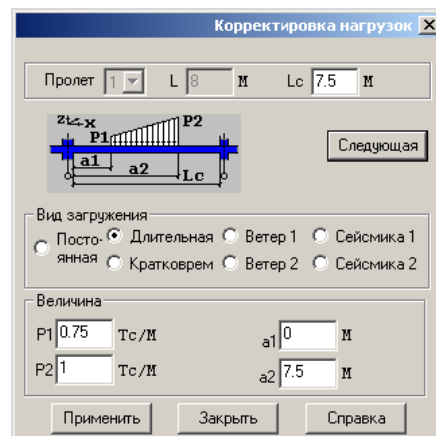 Корректировка нагрузок
Пролет 1 L 8 м Lc 7.5 м
z x
P1 P2
a1
a2 Lc
Следующая
Вид загружения
Посто-янная Длительная Ветер 1 Сейсмика 1
Кратковрем Ветер 2 Сейсмика 2
Величина
P1 0.75 Тс/м a1 0 м
P2 1 Тс/м a2 7.5 м
Применить Закрыть Справка